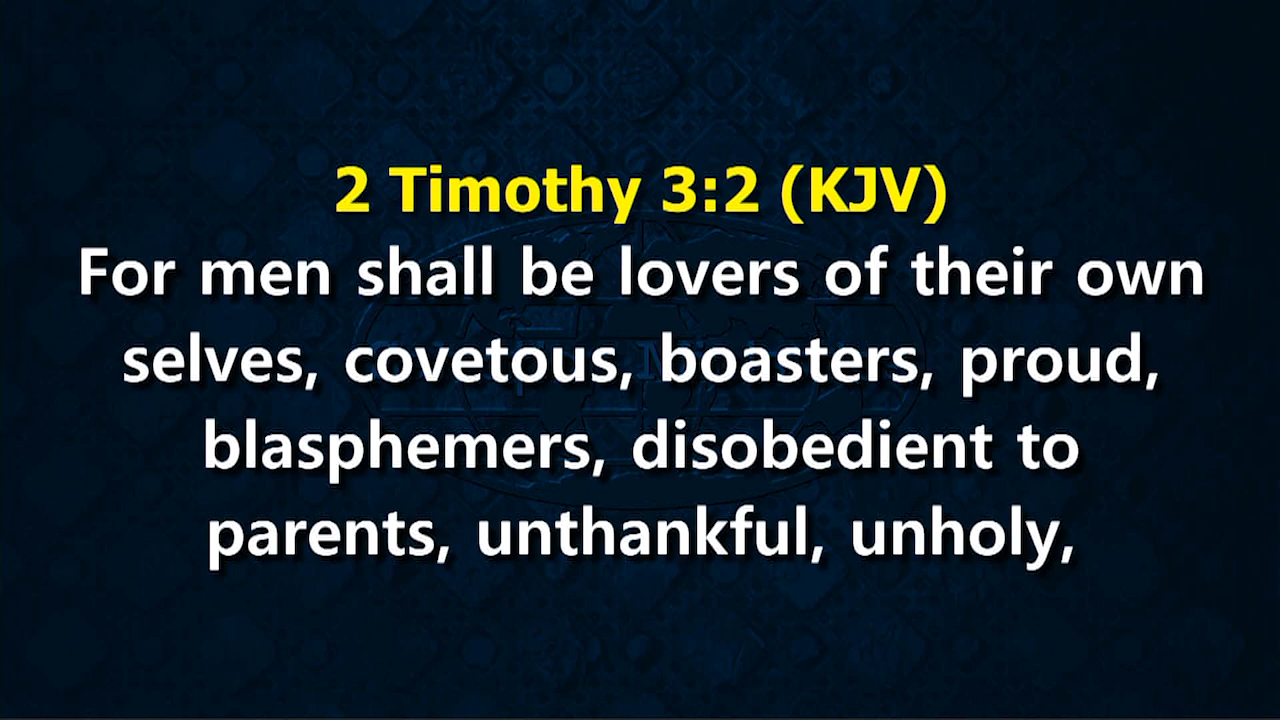 2 Timothy 3:2 (KJV)
For men shall be lovers of their own
selves, covetous, boasters, proud,
blasphemers, disobedient to
parents, unthankful, unholy,